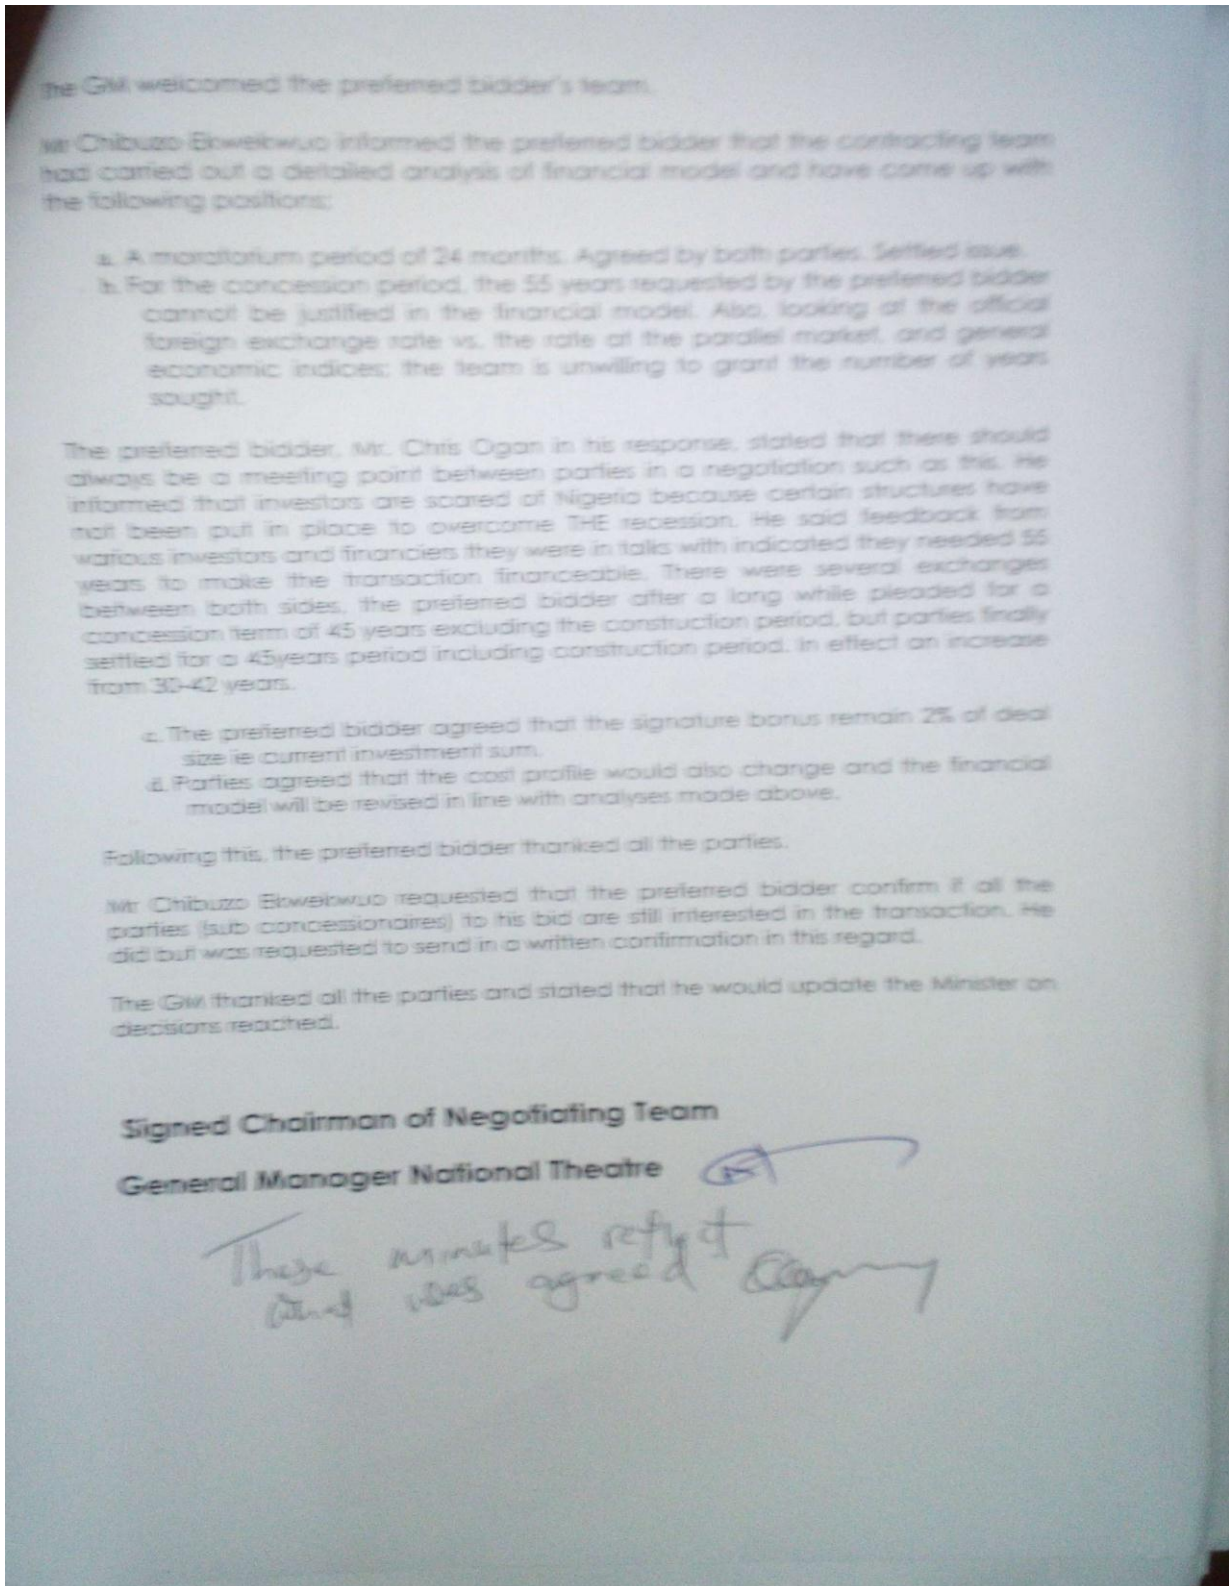 The GM welcomed the preferred bidder's team.
Mr Chibuzo Ekwekwuo informed the preferred bidder that the contracting team
had carried out a detailed analysis of financial model and have come up with
the following positions:
a. A moratorium period of 24 months. Agreed by both parties. Settled issue.
b. For the concession period, the 55 years requested by the preferred bidder
cannot be justified in the financial model. Also, looking at the official
foreign exchange rate vs. the rate at the parallel market, and general
economic indices; the team is unwilling to grant the number of years
sought.
The preferred bidder, Mr. Chris Ogan in his response, stated that there should
always be a meeting point between parties in a negotiation such as this. He
informed that investors are scared of Nigeria because certain structures have
not been put in place to overcome THE recession. He said feedback from
various investors and financiers they were in talks with indicated they needed 55
years to make the transaction financeable. There were several exchanges
between both sides, the preferred bidder after a long while pleaded for a
concession term of 45 years excluding the construction period, but parties finally
settled for a 45years period including construction period. In effect an increase
from 30-42 years.
c. The preferred bidder agreed that the signature bonus remain 2% of deal
size ie current investment sum.
d. Parties agreed that the cost profile would also change and the financial
model will be revised in line with analyses made above.
Following this, the preferred bidder thanked all the parties.
Mr Chibuzo Ekwekwuo requested that the preferred bidder confirm if all the
parties (sub concessionaires) to his bid are still interested in the transaction. He
did but was requested to send in a written confirmation in this regard.
The GM thanked all the parties and stated that he would update the Minister on
decisions reached.
Signed Chairman of Negotiating Team
General Manager National Theatre
These minutes reflect
what was agreed